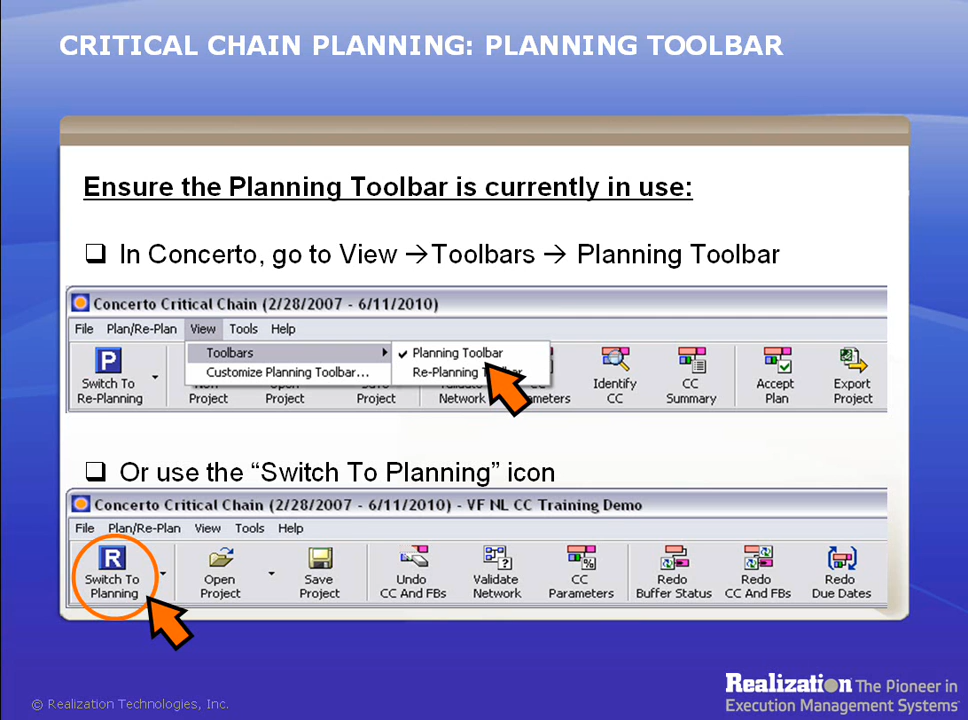 CRITICAL CHAIN PLANNING: PLANNING TOOLBAR
Ensure the Planning Toolbar is currently in use:
❑ In Concerto, go to View →Toolbars → Planning Toolbar
Concerto Critical Chain (2/28/2007 - 6/11/2010)
File Plan/Re-Plan View Tools Help
Toolbars ✓ Planning Toolbar
Customize Planning Toolbar... Re-Planning
P
Switch To Re-Planning
Project
Project
Project
Network
Identify CC
CC Summary
Accept Plan
Export Project
❑ Or use the “Switch To Planning” icon
Concerto Critical Chain (2/28/2007 - 6/11/2010) - VF NL CC Training Demo
File Plan/Re-Plan View Tools Help
R
Switch To Planning
Open Project
Save Project
Undo CC And FBs
Validate Network
CC Parameters
Redo Buffer Status
Redo CC And FBs
Redo Due Dates
© Realization Technologies, Inc.
Realization The Pioneer in
Execution Management Systems